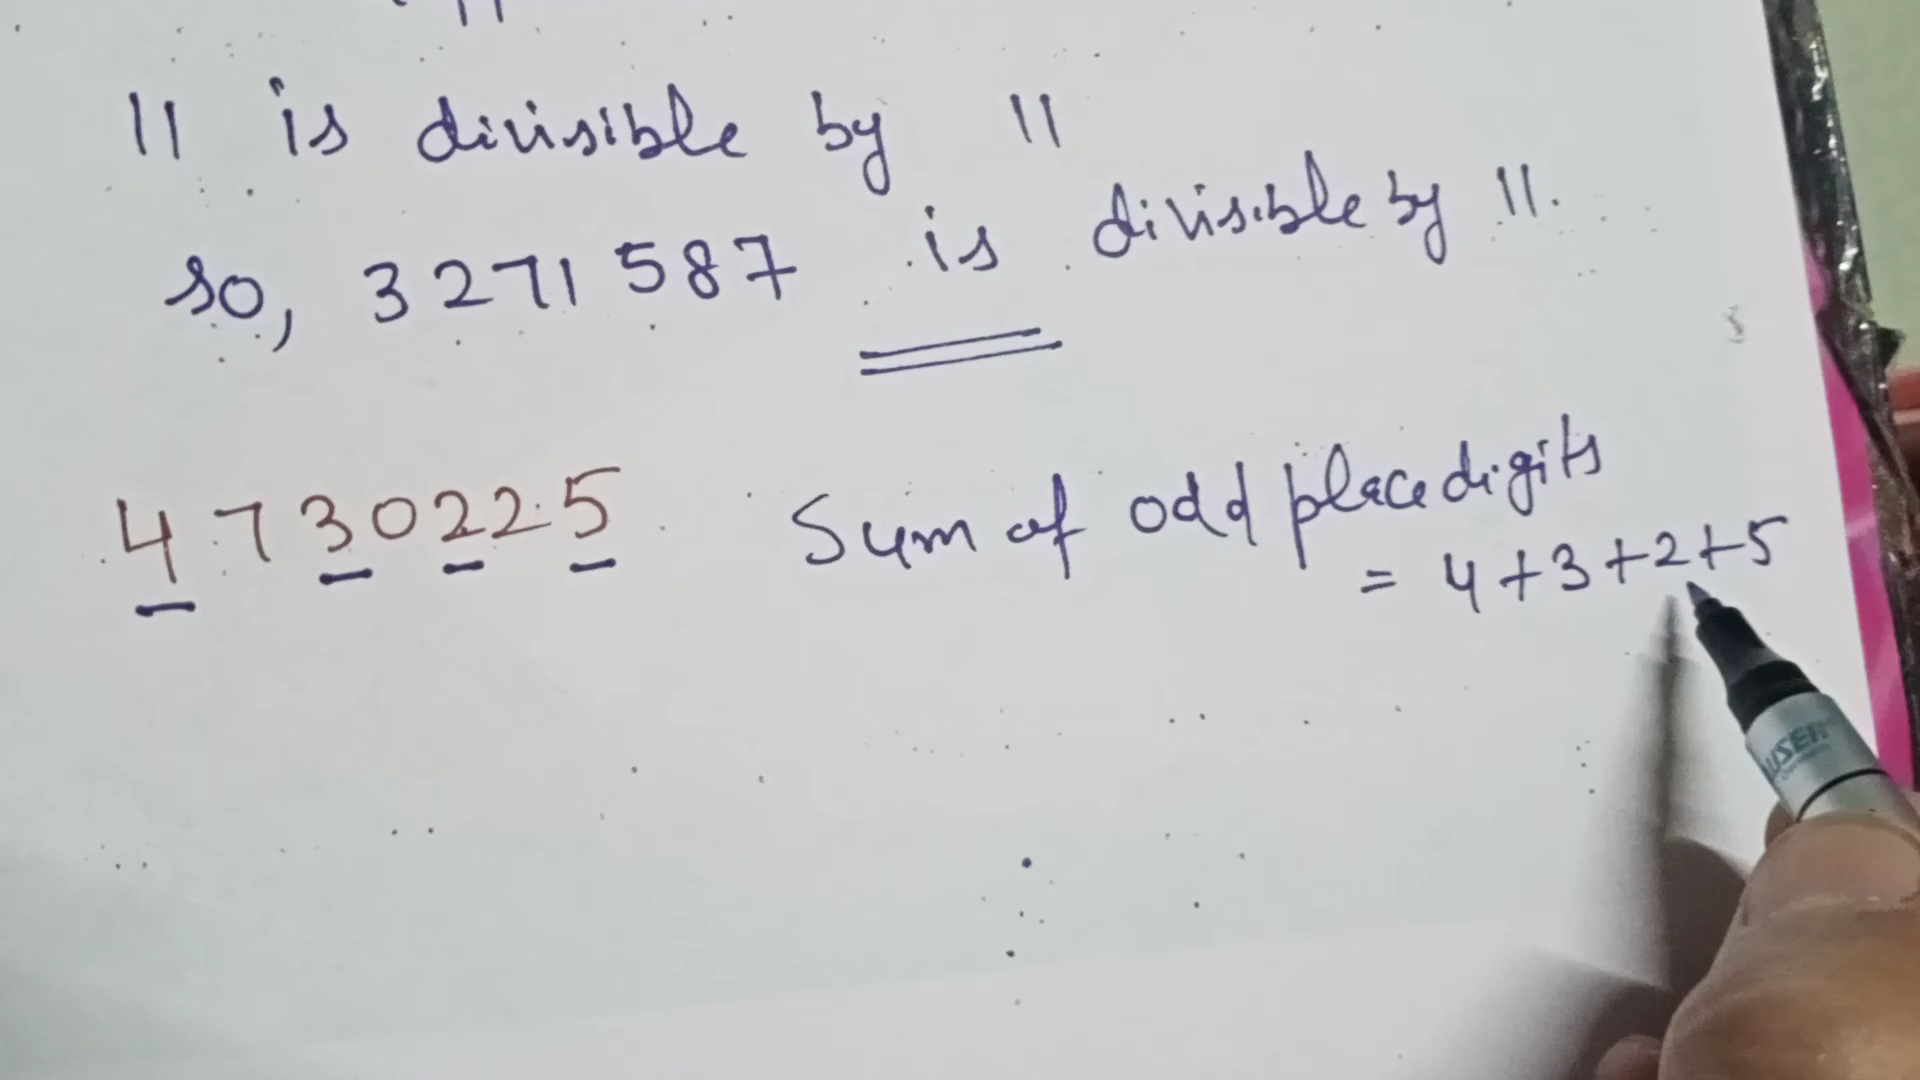 11 is divisible by 11
so, 3271587 is divisible by 11.
4730225 Sum of odd place digits
= 4+3+2+5